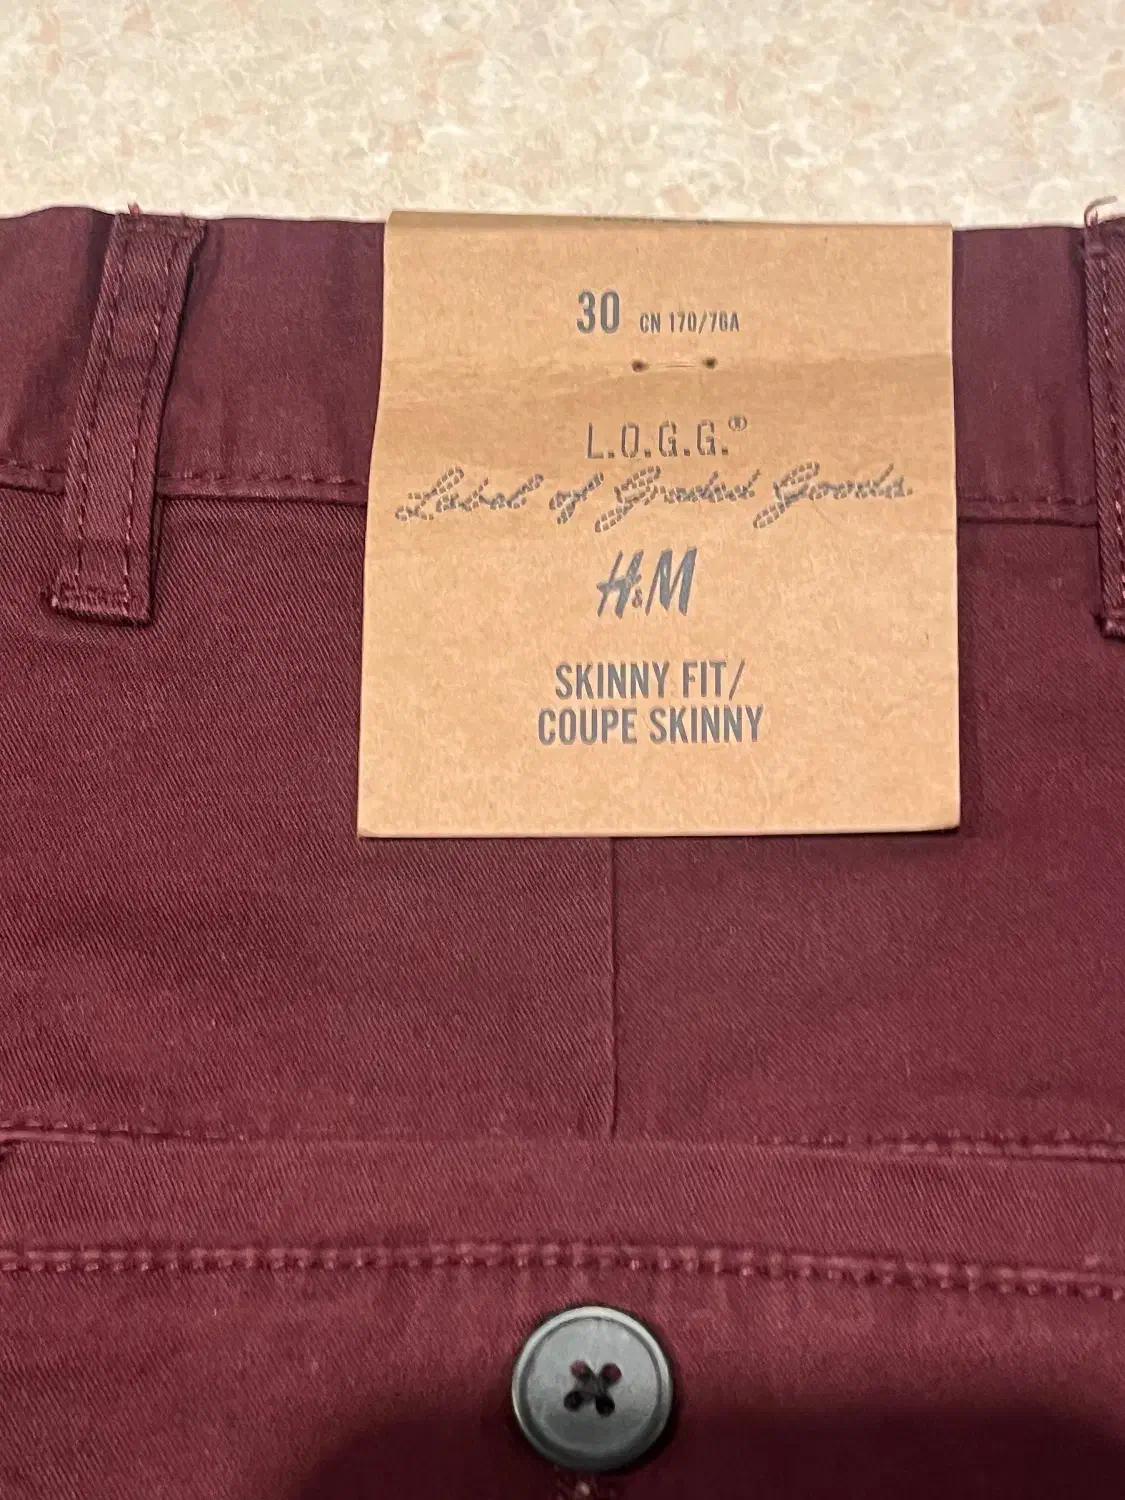 30 CN 170/76A
L.O.G.G.®
Label of Graded Goods.
H&M
SKINNY FIT/
COUPE SKINNY